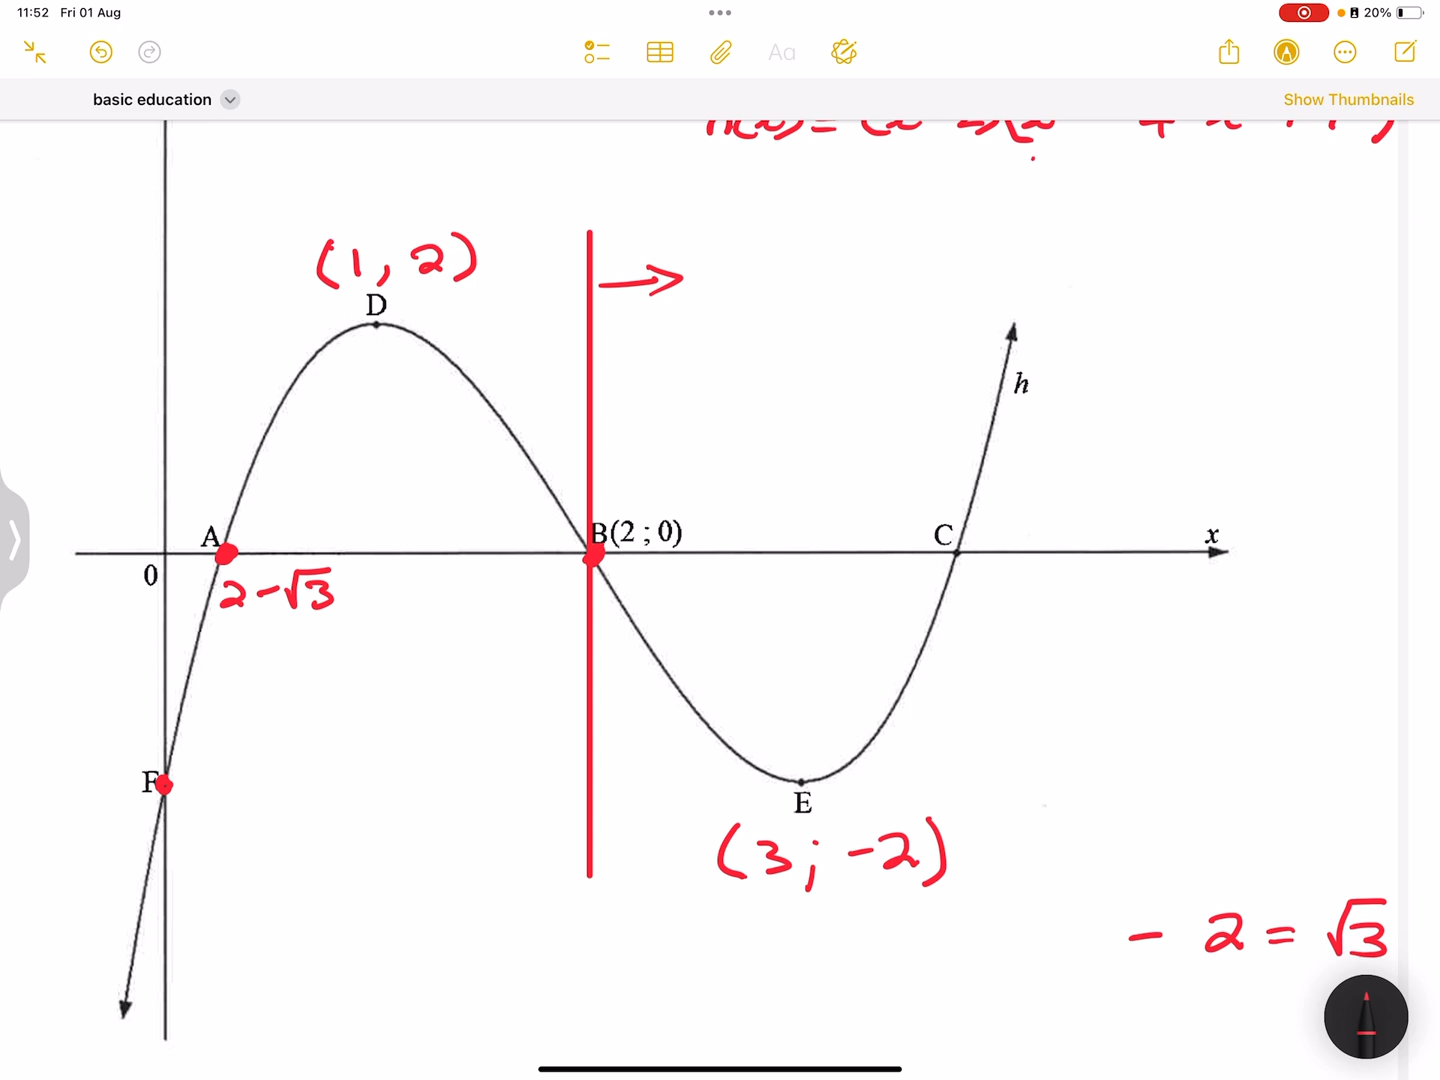 11:52 Fri 01 Aug
20%
Aa
basic education
Show Thumbnails
(1, 2)
D
h
A
B(2 ; 0)
C
x
0
2-√3
F
E
(3; -2)
- 2 = √3